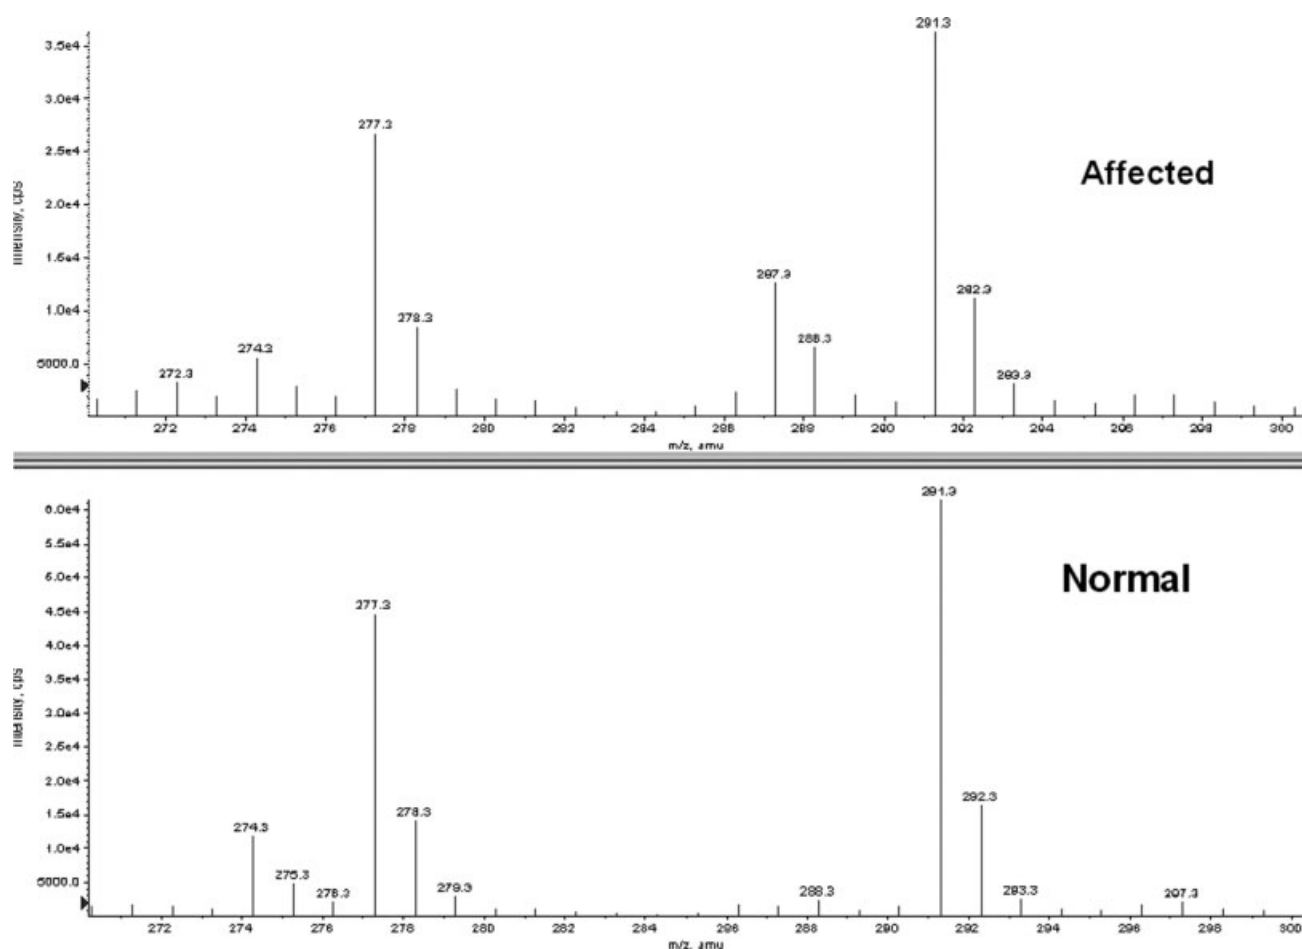 291.3
3.5e4
3.0e4
277.3
Affected
2.5e4
2.0e4
Intensity, cps
1.5e4
287.3
292.3
1.0e4
278.3
288.3
274.3
5000.0
272.3
293.3
272 274 276 278 280 282 284 286 288 290 292 294 296 298 300
m/z, amu
291.3
6.0e4
5.5e4
Normal
5.0e4
277.3
4.5e4
4.0e4
3.5e4
Intensity, cps
3.0e4
2.5e4
2.0e4
292.3
1.5e4
278.3
274.3
1.0e4
275.3
279.3
5000.0
276.3
288.3
293.3
297.3
272 274 276 278 280 282 284 286 288 290 292 294 296 298 300
m/z, amu